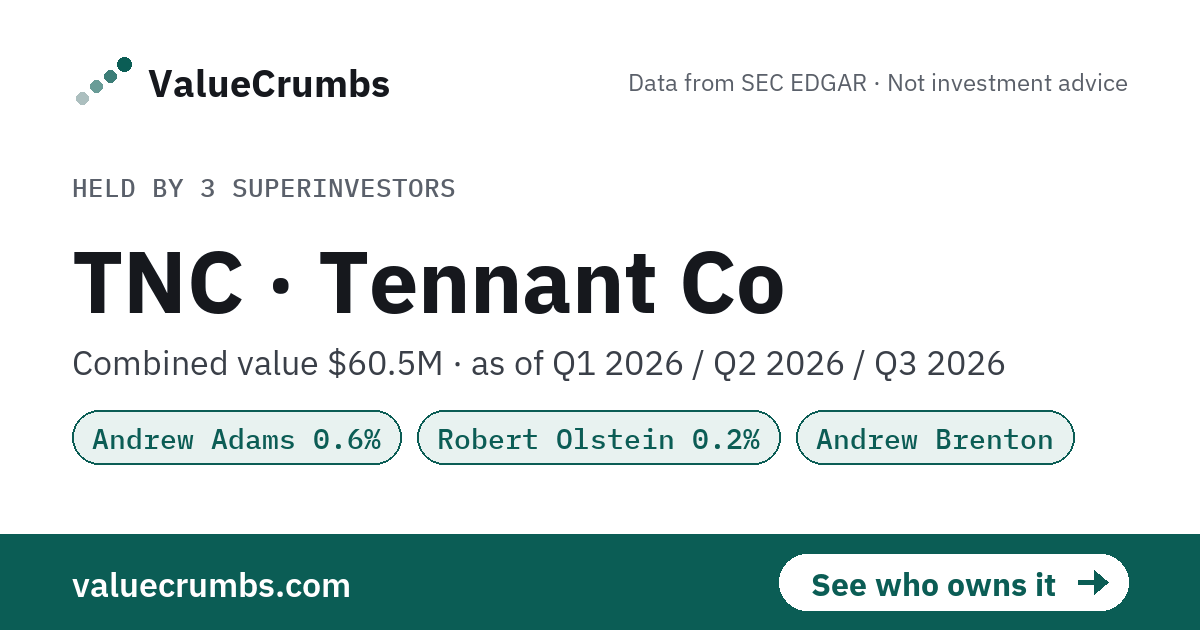 ValueCrumbs
Data from SEC EDGAR · Not investment advice
HELD BY 3 SUPERINVESTORS
TNC · Tennant Co
Combined value $60.5M · as of Q1 2026 / Q2 2026 / Q3 2026
Andrew Adams 0.6% Robert Olstein 0.2% Andrew Brenton
valuecrumbs.com
See who owns it →